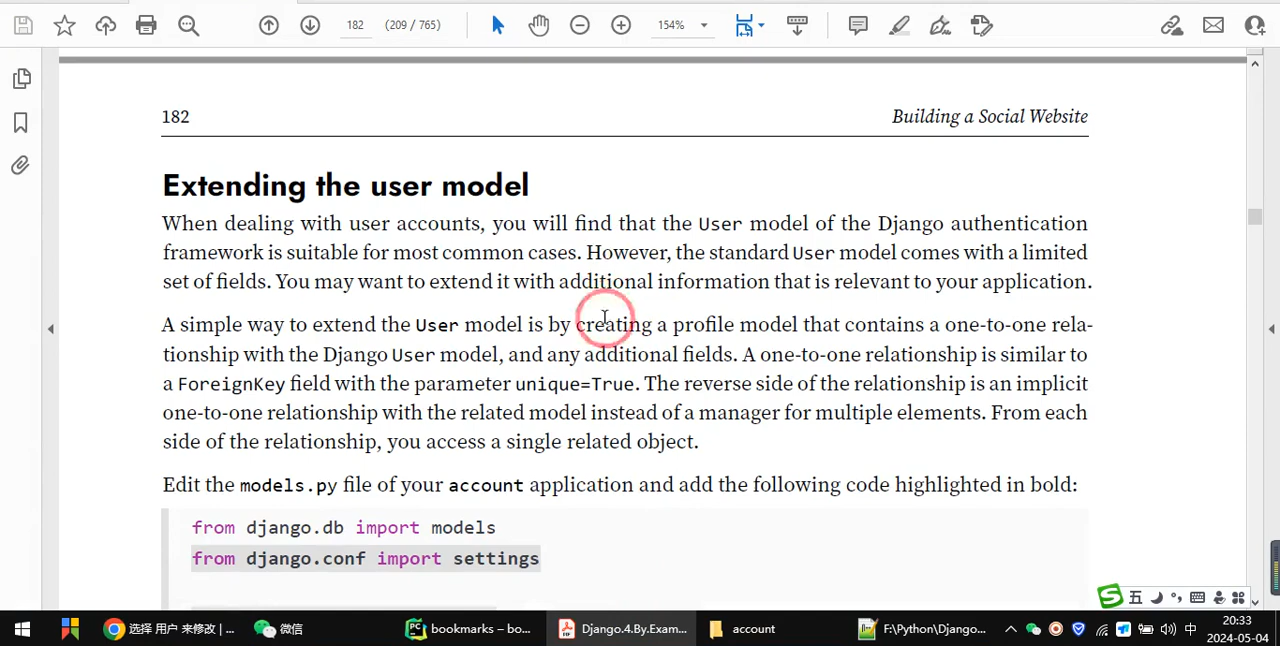 182 (209 / 765) 154%
182 Building a Social Website
Extending the user model
When dealing with user accounts, you will find that the User model of the Django authentication
framework is suitable for most common cases. However, the standard User model comes with a limited
set of fields. You may want to extend it with additional information that is relevant to your application.
A simple way to extend the User model is by creating a profile model that contains a one-to-one rela-
tionship with the Django User model, and any additional fields. A one-to-one relationship is similar to
a ForeignKey field with the parameter unique=True. The reverse side of the relationship is an implicit
one-to-one relationship with the related model instead of a manager for multiple elements. From each
side of the relationship, you access a single related object.
Edit the models.py file of your account application and add the following code highlighted in bold:
from django.db import models
from django.conf import settings
S 五
选择 用户 来修改 | ... 微信 bookmarks – bo... Django.4.By.Exam... account F:\Python\Django... 中 20:33
2024-05-04